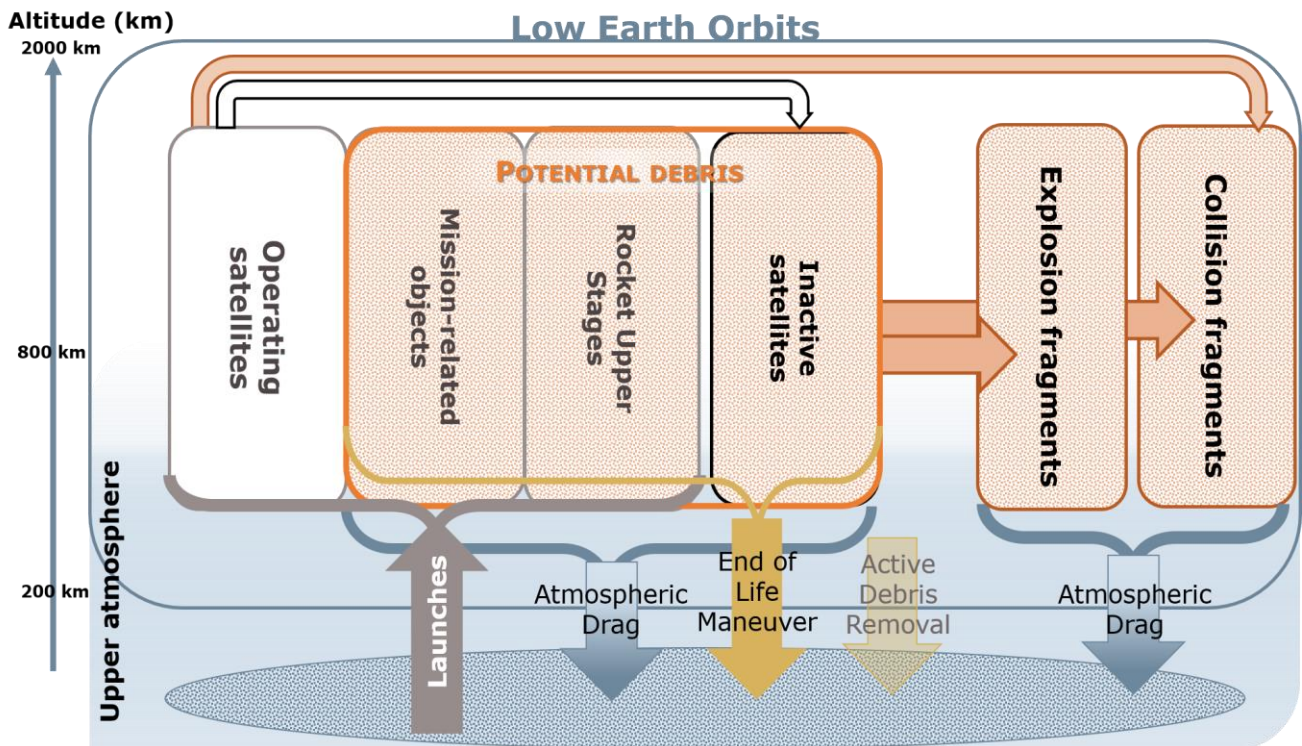 Altitude (km)
Low Earth Orbits
2000 km
POTENTIAL DEBRIS
Operating
satellites
Mission-related
objects
Rocket Upper
Stages
Inactive
satellites
Explosion fragments
Collision fragments
800 km
Upper atmosphere
200 km
Launches
Atmospheric
Drag
End of
Life
Maneuver
Active
Debris
Removal
Atmospheric
Drag